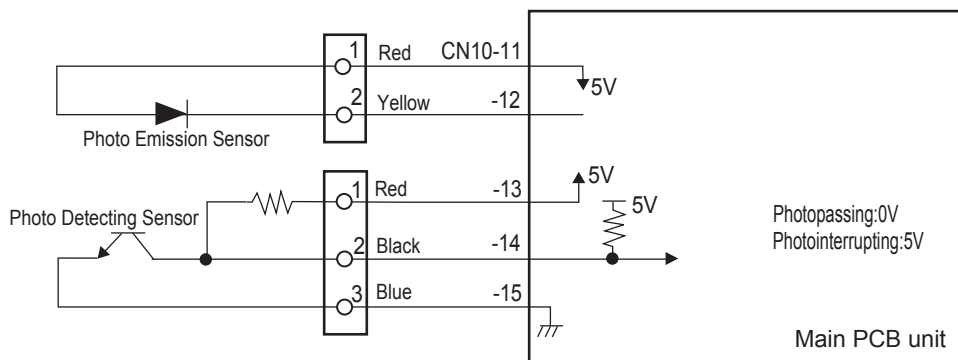 1 Red CN10-11
5V
2 Yellow -12
Photo Emission Sensor
1 Red -13 5V
5V
Photo Detecting Sensor
Photopassing:0V
2 Black -14
Photointerrupting:5V
3 Blue -15
Main PCB unit